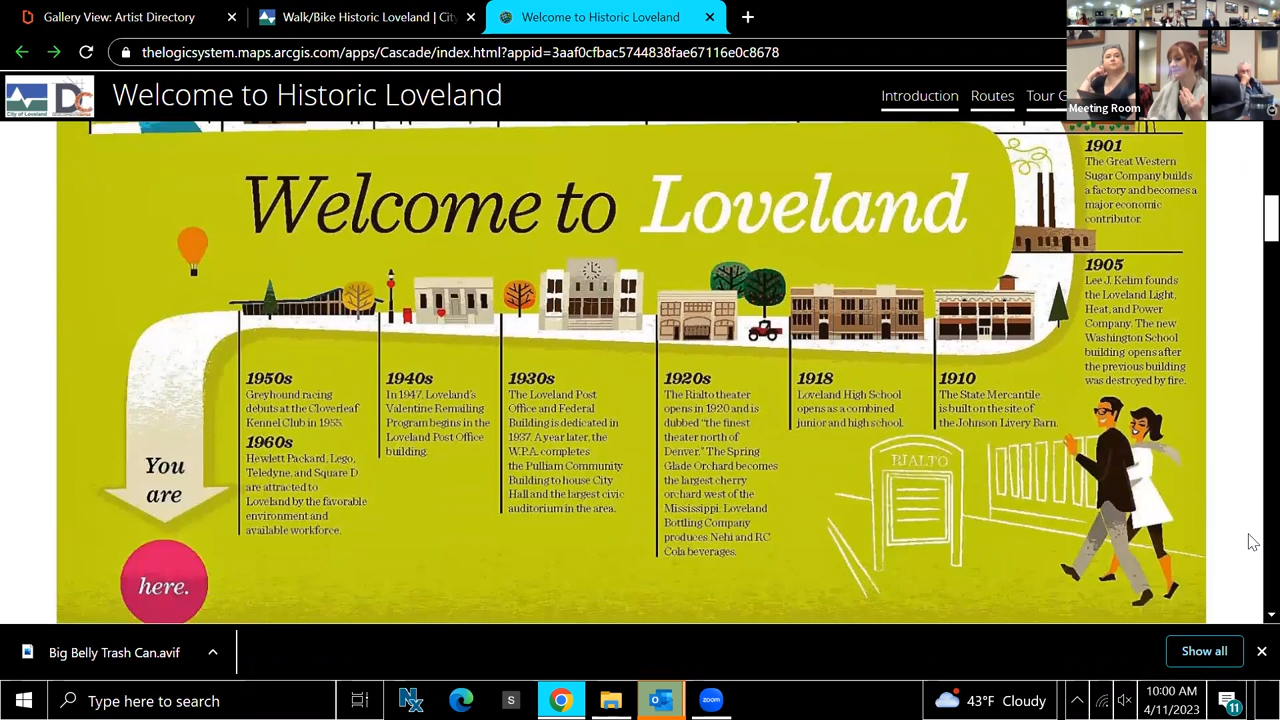 Gallery View: Artist Directory
Walk/Bike Historic Loveland | City
Welcome to Historic Loveland
thelogicsystem.maps.arcgis.com/apps/Cascade/index.html?appid=3aaf0cfbac5744838fae67116e0c8678
City of Loveland
DC
Welcome to Historic Loveland
Introduction
Routes
Tour G
Meeting Room
Welcome to Loveland
1901
The Great Western
Sugar Company builds
a factory and becomes a
major economic
contributor.
1905
Lee J. Kehm founds
the Loveland Light,
Heat, and Power
Company. The new
Washington School
building opens after
the previous building
was destroyed by fire.
1910
The State Mercantile
is built on the site of
the Johnson Livery Barn.
1918
Loveland High School
opens as a combined
junior and high school.
1920s
The Rialto theater
opens in 1920 and is
dubbed "the finest
theater north of
Denver." The Spring
Glade Orchard becomes
the largest cherry
orchard west of the
Mississippi. Loveland
Bottling Company
produces Nehi and RC
Cola beverages.
1930s
The Loveland Post
Office and Federal
Building is dedicated in
1937. A year later, the
W.P.A. completes
the Pulliam Community
Building to house City
Hall and the largest civic
auditorium in the area.
1940s
In 1947, Loveland's
Valentine Remailing
Program begins in the
Loveland Post Office
building.
1950s
Greyhound racing
debuts at the Cloverleaf
Kennel Club in 1955.
1960s
Hewlett Packard, Lego,
Teledyne, and Square D
are attracted to
Loveland by the favorable
environment and
available workforce.
You
are
here.
RIALTO
Big Belly Trash Can.avif
Show all
Type here to search
S
zoom
43°F Cloudy
10:00 AM
4/11/2023
11